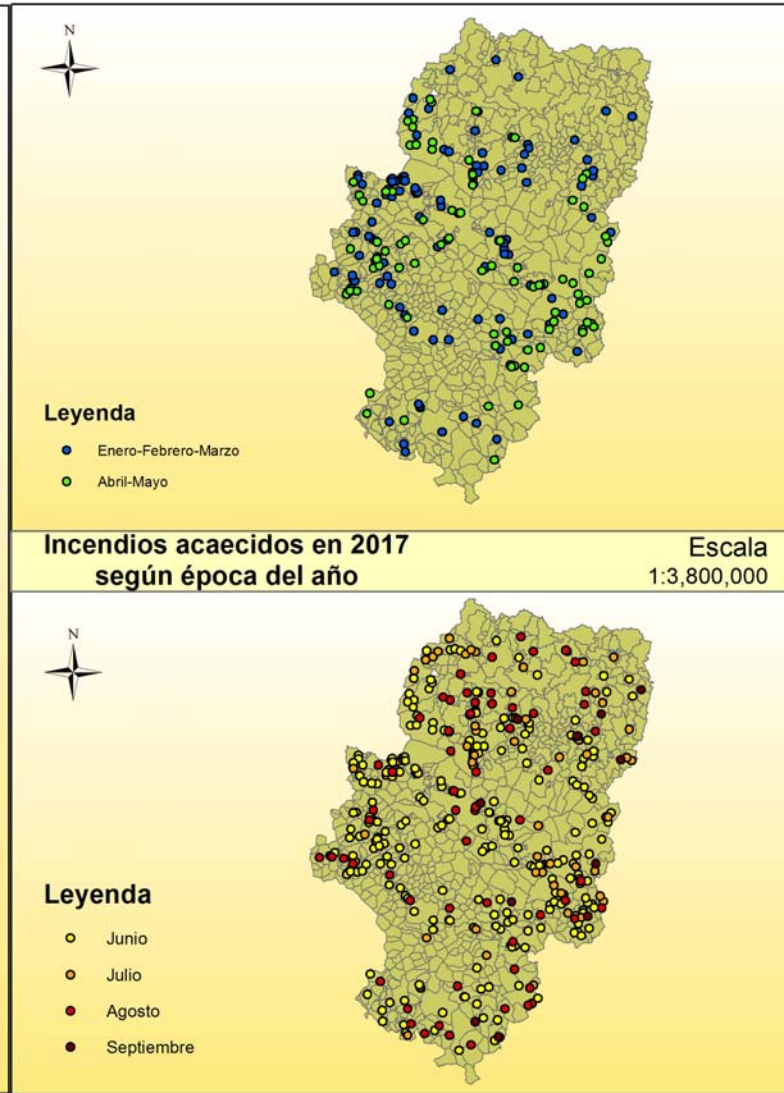 N
Leyenda
Enero-Febrero-Marzo
Abril-Mayo
Incendios acaecidos en 2017
según época del año
Escala
1:3,800,000
N
Leyenda
Junio
Julio
Agosto
Septiembre